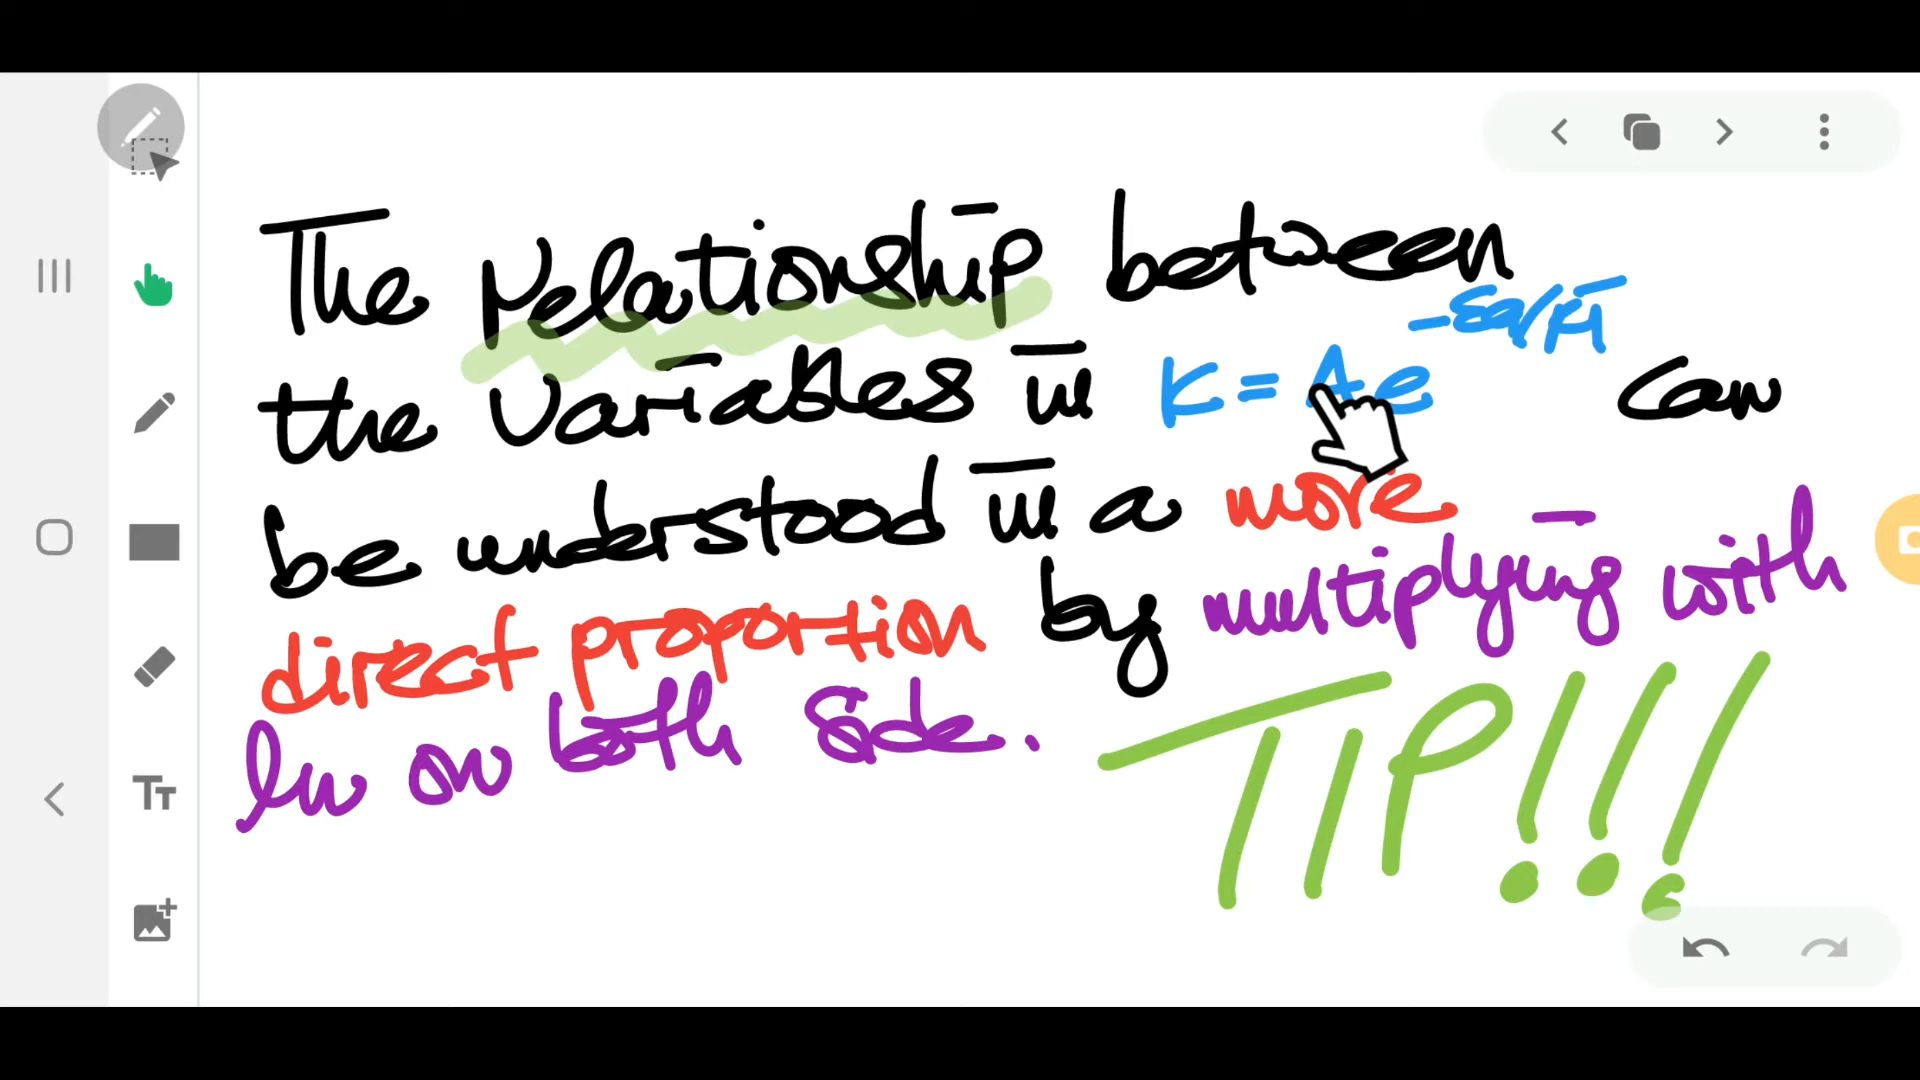 The relationship between
the variables in K = Ae^-Ea/RT can
be understood in a more
direct proportion by multiplying with
ln on both side.
TIP!!!
TT